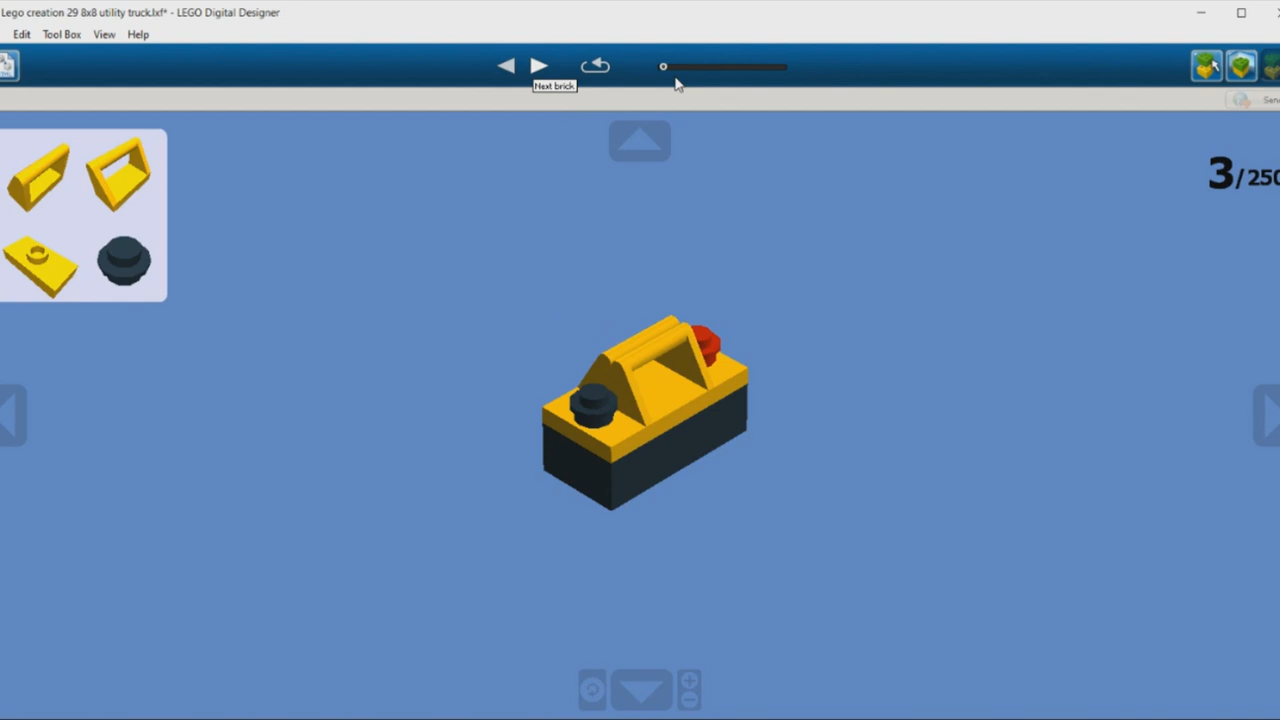 Lego creation 29 8x8 utility truck.lxf* - LEGO Digital Designer
Edit Tool Box View Help
Next brick
3/250